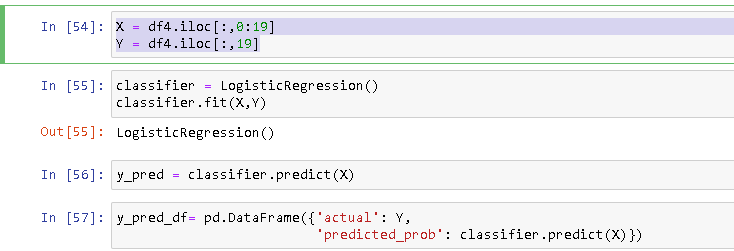 In [54]: X = df4.iloc[:,0:19]
Y = df4.iloc[:,19]
In [55]: classifier = LogisticRegression()
classifier.fit(X,Y)
Out[55]: LogisticRegression()
In [56]: y_pred = classifier.predict(X)
In [57]: y_pred_df= pd.DataFrame({'actual': Y,
'predicted_prob': classifier.predict(X)})